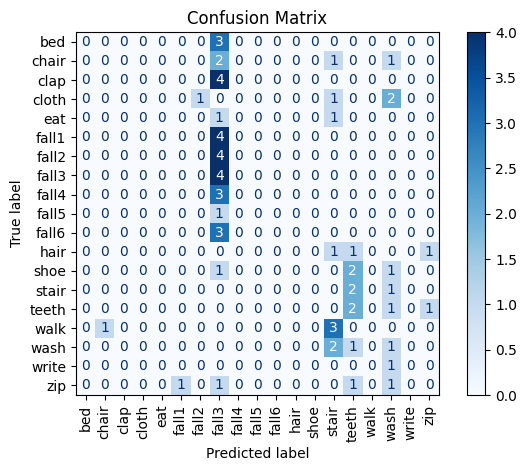 Confusion Matrix
True label
bed 0 0 0 0 0 0 0 3 0 0 0 0 0 0 0 0 0 0 0
chair 0 0 0 0 0 0 0 2 0 0 0 0 0 1 0 0 1 0 0
clap 0 0 0 0 0 0 0 4 0 0 0 0 0 0 0 0 0 0 0
cloth 0 0 0 0 0 0 1 0 0 0 0 0 0 1 0 0 2 0 0
eat 0 0 0 0 0 0 0 1 0 0 0 0 0 1 0 0 0 0 0
fall1 0 0 0 0 0 0 0 4 0 0 0 0 0 0 0 0 0 0 0
fall2 0 0 0 0 0 0 0 4 0 0 0 0 0 0 0 0 0 0 0
fall3 0 0 0 0 0 0 0 4 0 0 0 0 0 0 0 0 0 0 0
fall4 0 0 0 0 0 0 0 3 0 0 0 0 0 0 0 0 0 0 0
fall5 0 0 0 0 0 0 0 1 0 0 0 0 0 0 0 0 0 0 0
fall6 0 0 0 0 0 0 0 3 0 0 0 0 0 0 0 0 0 0 0
hair 0 0 0 0 0 0 0 0 0 0 0 0 0 1 1 0 0 0 1
shoe 0 0 0 0 0 0 0 1 0 0 0 0 0 0 2 0 1 0 0
stair 0 0 0 0 0 0 0 0 0 0 0 0 0 0 2 0 1 0 0
teeth 0 0 0 0 0 0 0 0 0 0 0 0 0 0 2 0 1 0 1
walk 0 1 0 0 0 0 0 0 0 0 0 0 0 3 0 0 0 0 0
wash 0 0 0 0 0 0 0 0 0 0 0 0 0 2 1 0 1 0 0
write 0 0 0 0 0 0 0 0 0 0 0 0 0 0 0 0 1 0 0
zip 0 0 0 0 0 1 0 1 0 0 0 0 0 0 1 0 1 0 0
bed chair clap cloth eat fall1 fall2 fall3 fall4 fall5 fall6 hair shoe stair teeth walk wash write zip
Predicted label
4.0
3.5
3.0
2.5
2.0
1.5
1.0
0.5
0.0